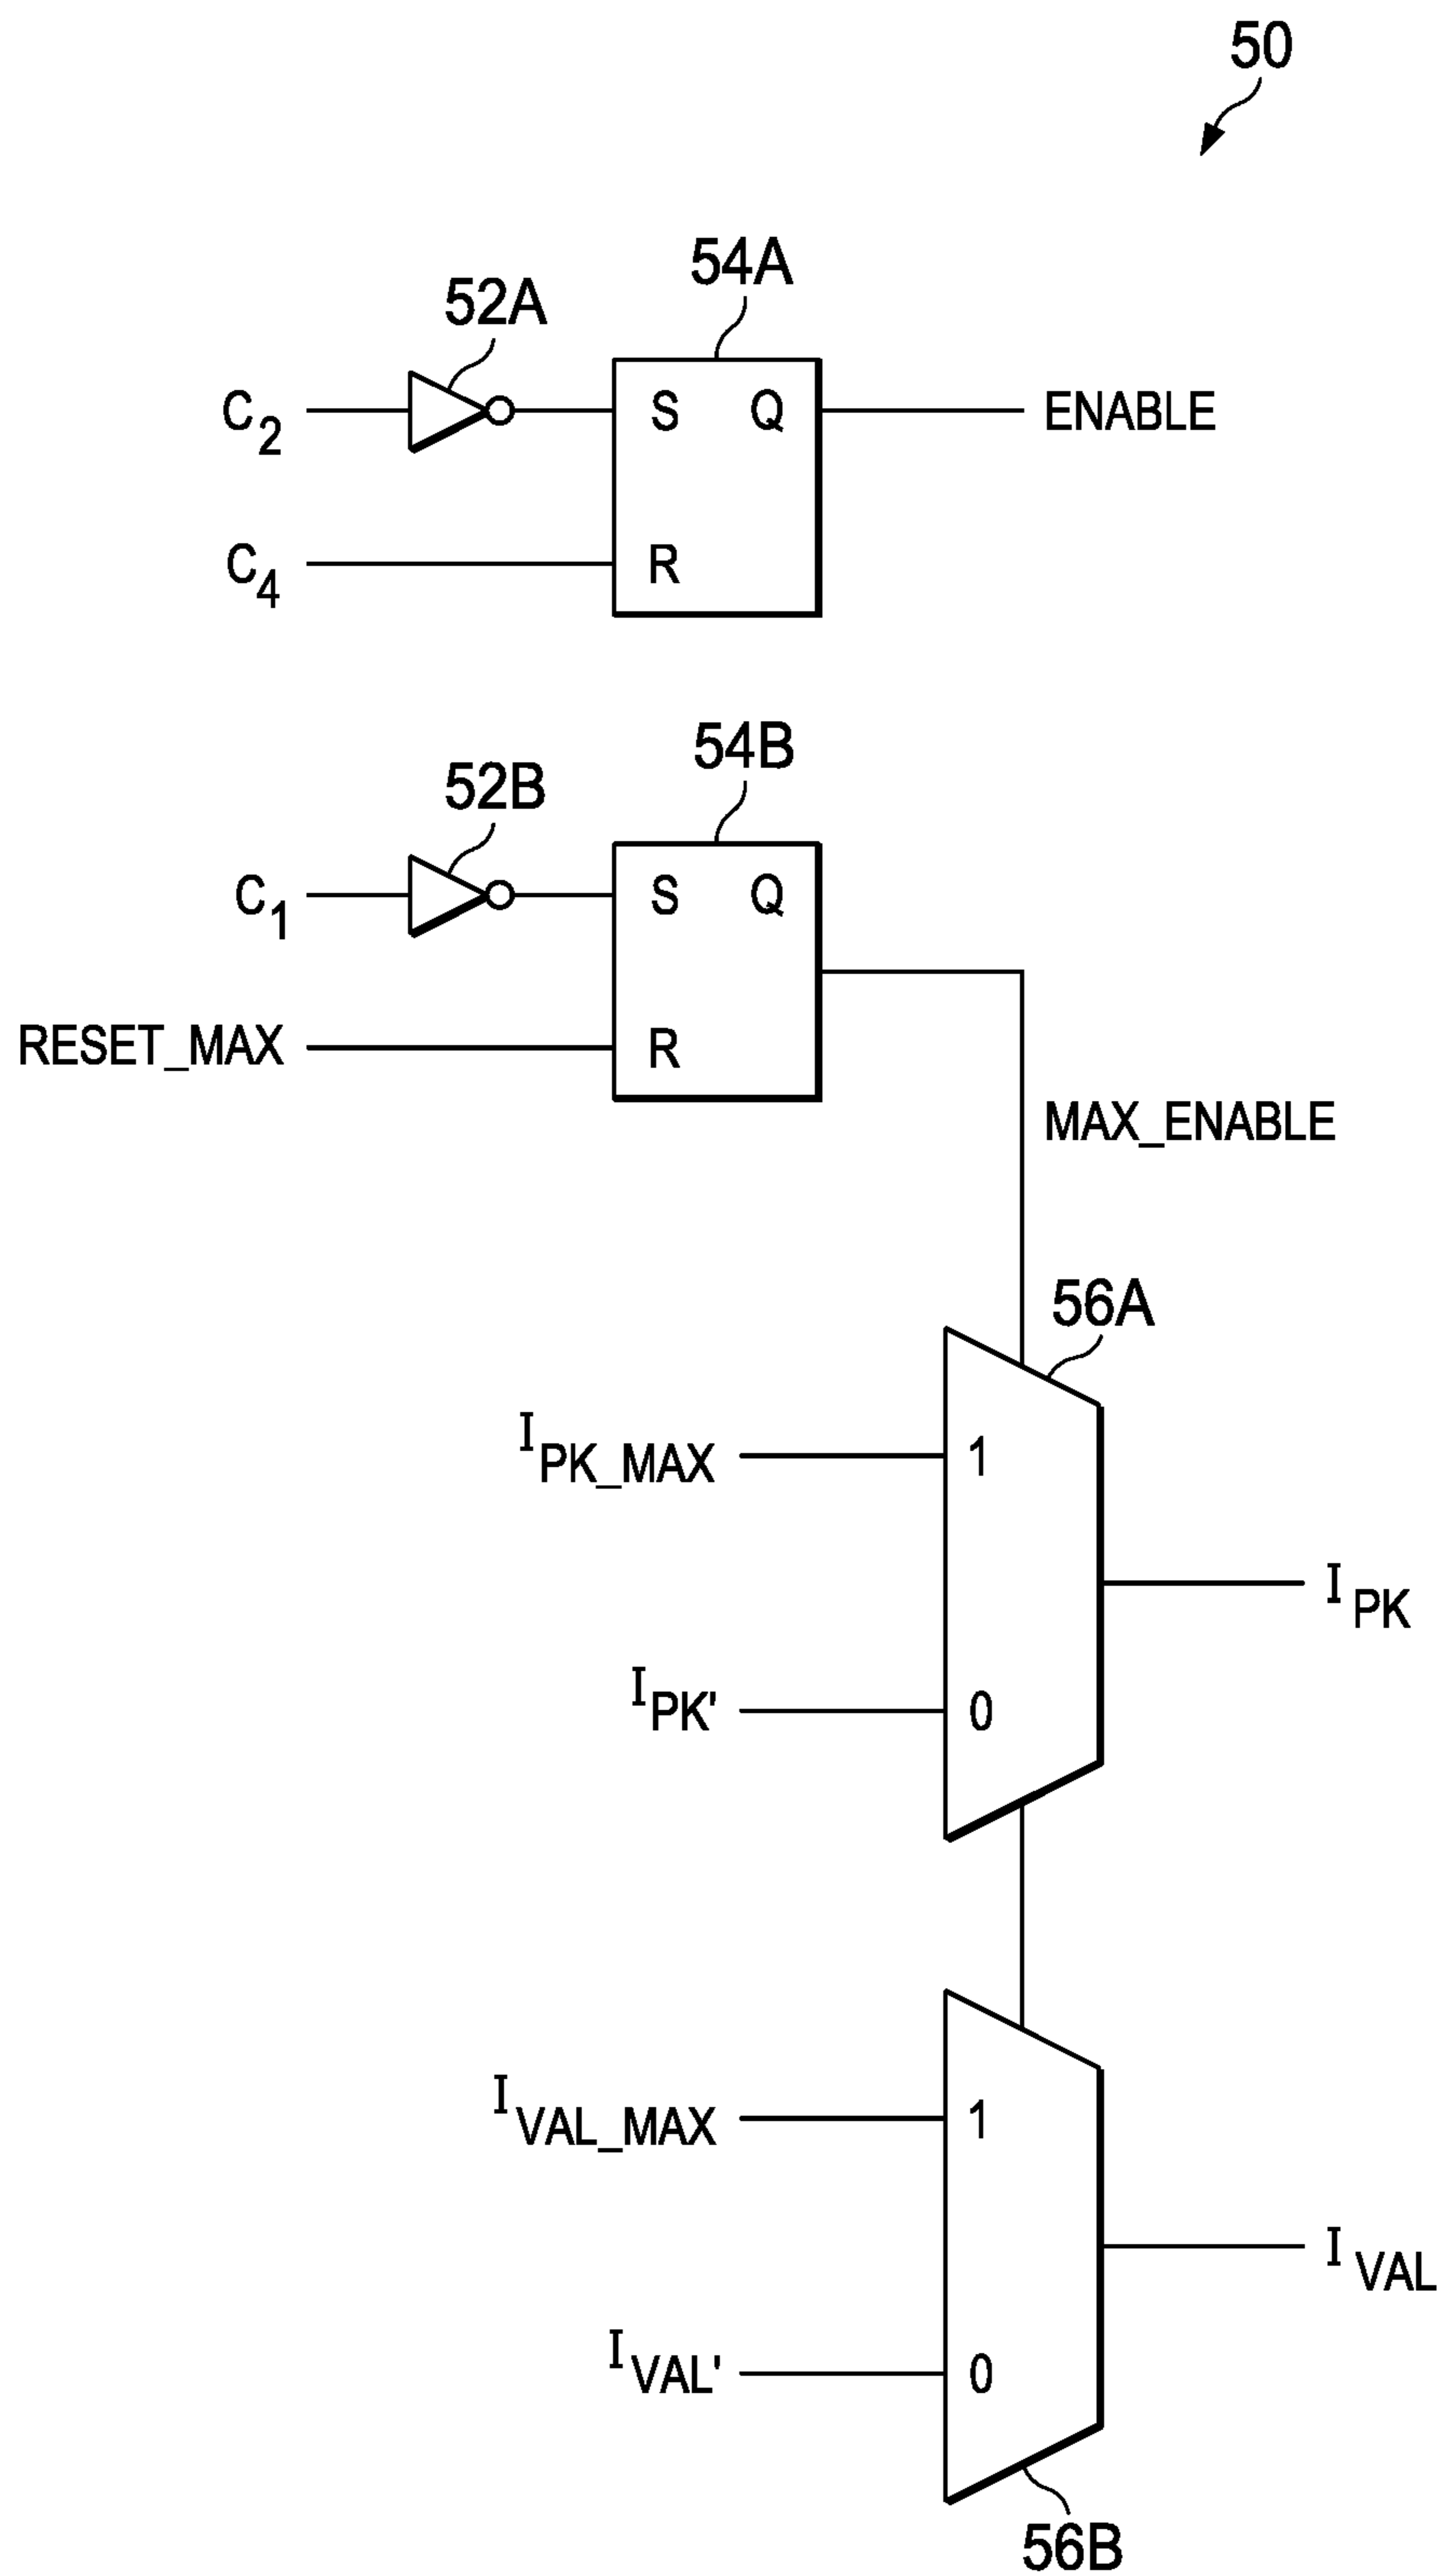 50
54A
52A
C2
S
Q
ENABLE
C4
R
54B
52B
C1
S
Q
RESET_MAX
R
MAX_ENABLE
56A
IPK_MAX
1
IPK
IPK'
0
IVAL_MAX
1
IVAL
IVAL'
0
56B